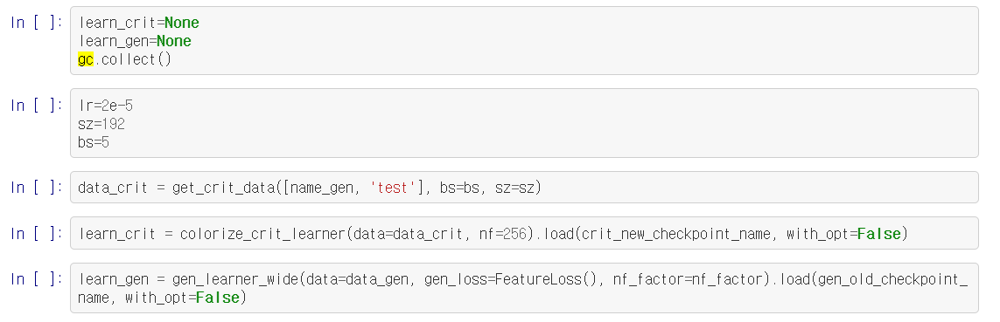 In [ ]: learn_crit=None
learn_gen=None
gc.collect()
In [ ]: lr=2e-5
sz=192
bs=5
In [ ]: data_crit = get_crit_data([name_gen, 'test'], bs=bs, sz=sz)
In [ ]: learn_crit = colorize_crit_learner(data=data_crit, nf=256).load(crit_new_checkpoint_name, with_opt=False)
In [ ]: learn_gen = gen_learner_wide(data=data_gen, gen_loss=FeatureLoss(), nf_factor=nf_factor).load(gen_old_checkpoint_
name, with_opt=False)